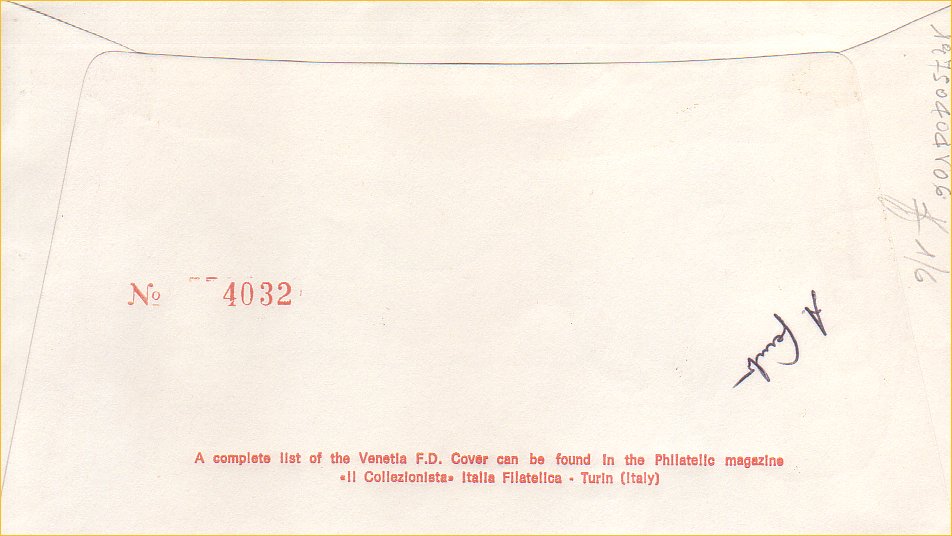 № 4032
A complete list of the Venetia F.D. Cover can be found in the Philatelic magazine
«Il Collezionista» Italia Filatelica - Turin (Italy)